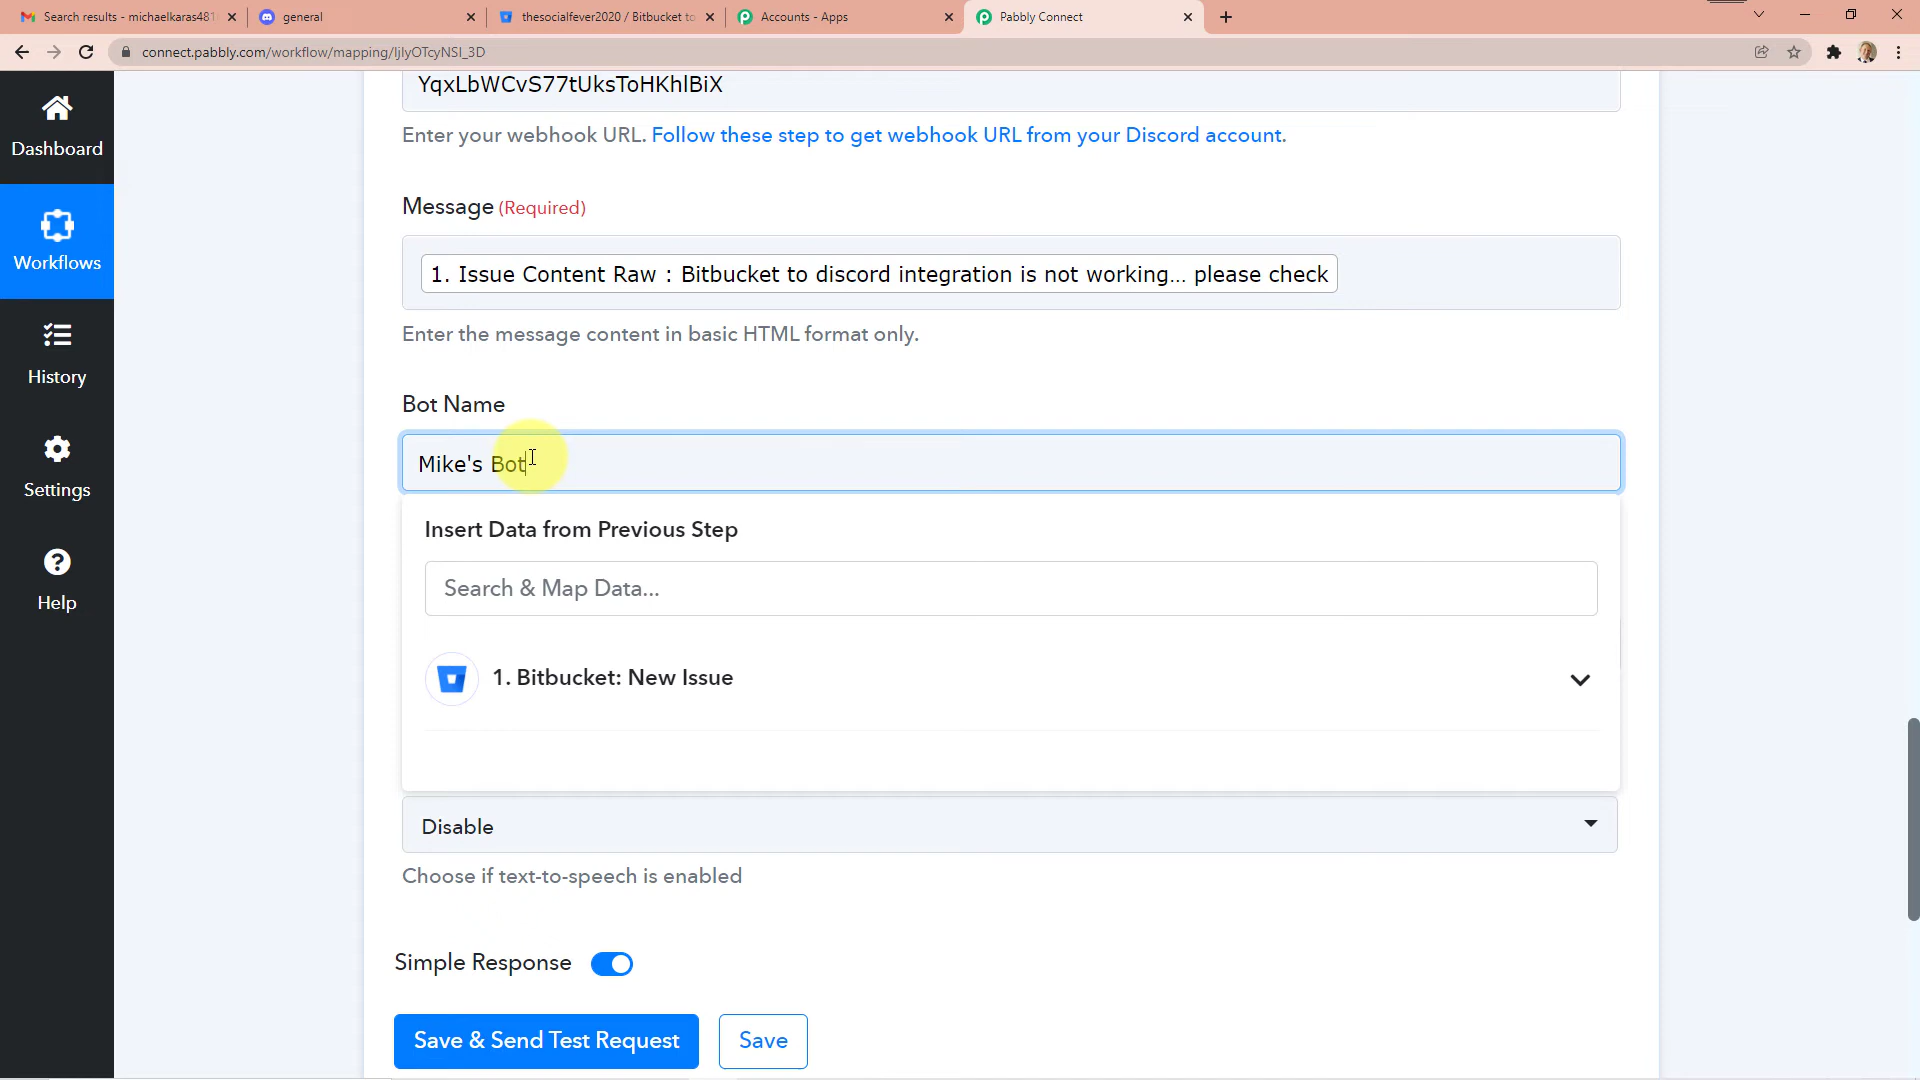 Search results - michaelkaras481
general
thesocialfever2020 / Bitbucket to
Accounts - Apps
Pabbly Connect
connect.pabbly.com/workflow/mapping/IjIyOTcyNSI_3D
YqxLbWCvS77tUksToHKhlBiX
Enter your webhook URL. Follow these step to get webhook URL from your Discord account.
Dashboard
Workflows
History
Settings
Help
Message (Required)
1. Issue Content Raw : Bitbucket to discord integration is not working... please check
Enter the message content in basic HTML format only.
Bot Name
Mike's Bot
Insert Data from Previous Step
Search & Map Data...
1. Bitbucket: New Issue
Disable
Choose if text-to-speech is enabled
Simple Response
Save & Send Test Request
Save